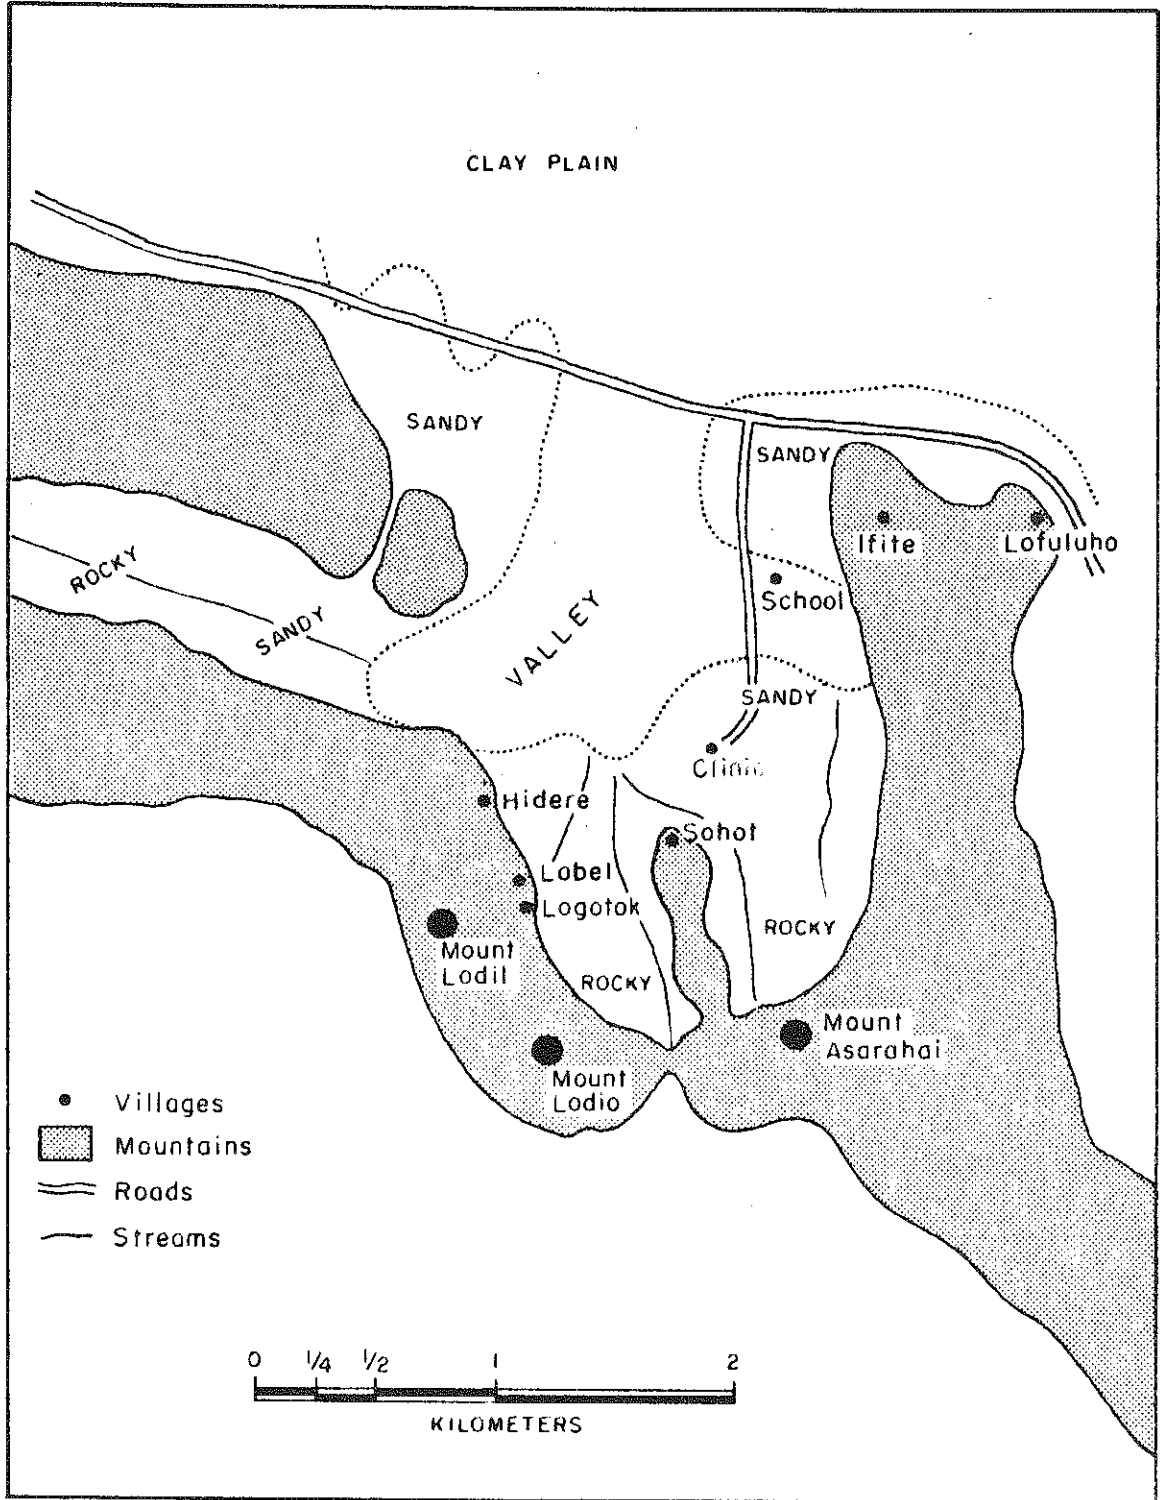 CLAY PLAIN
SANDY
SANDY
Ifite
Lofuluho
ROCKY
School
SANDY
VALLEY
SANDY
Clinic
Hidere
Sohot
Lobel
Logotok
ROCKY
Mount
Lodil
ROCKY
Mount
Asarahai
Mount
Lodio
Villages
Mountains
Roads
Streams
0 1/4 1/2 1 2
KILOMETERS